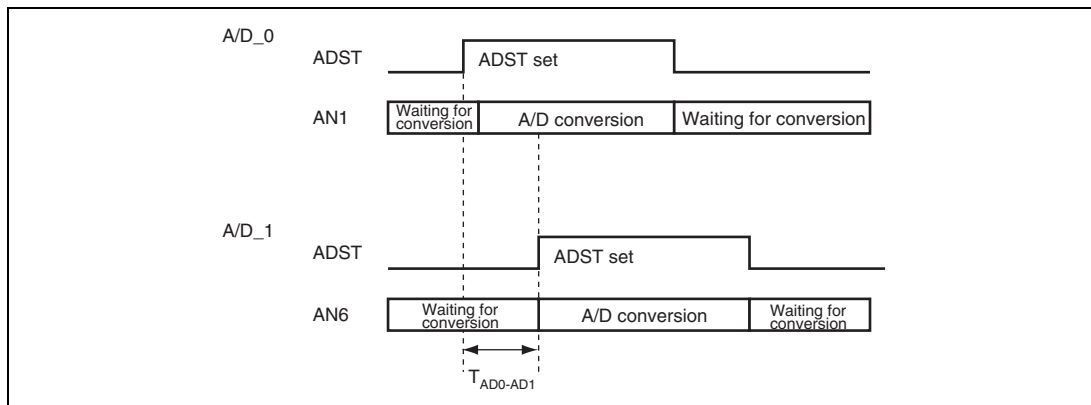 A/D_0
ADST
ADST set
AN1
Waiting for
conversion
A/D conversion
Waiting for conversion
A/D_1
ADST
ADST set
AN6
Waiting for
conversion
A/D conversion
Waiting for
conversion
TAD0-AD1